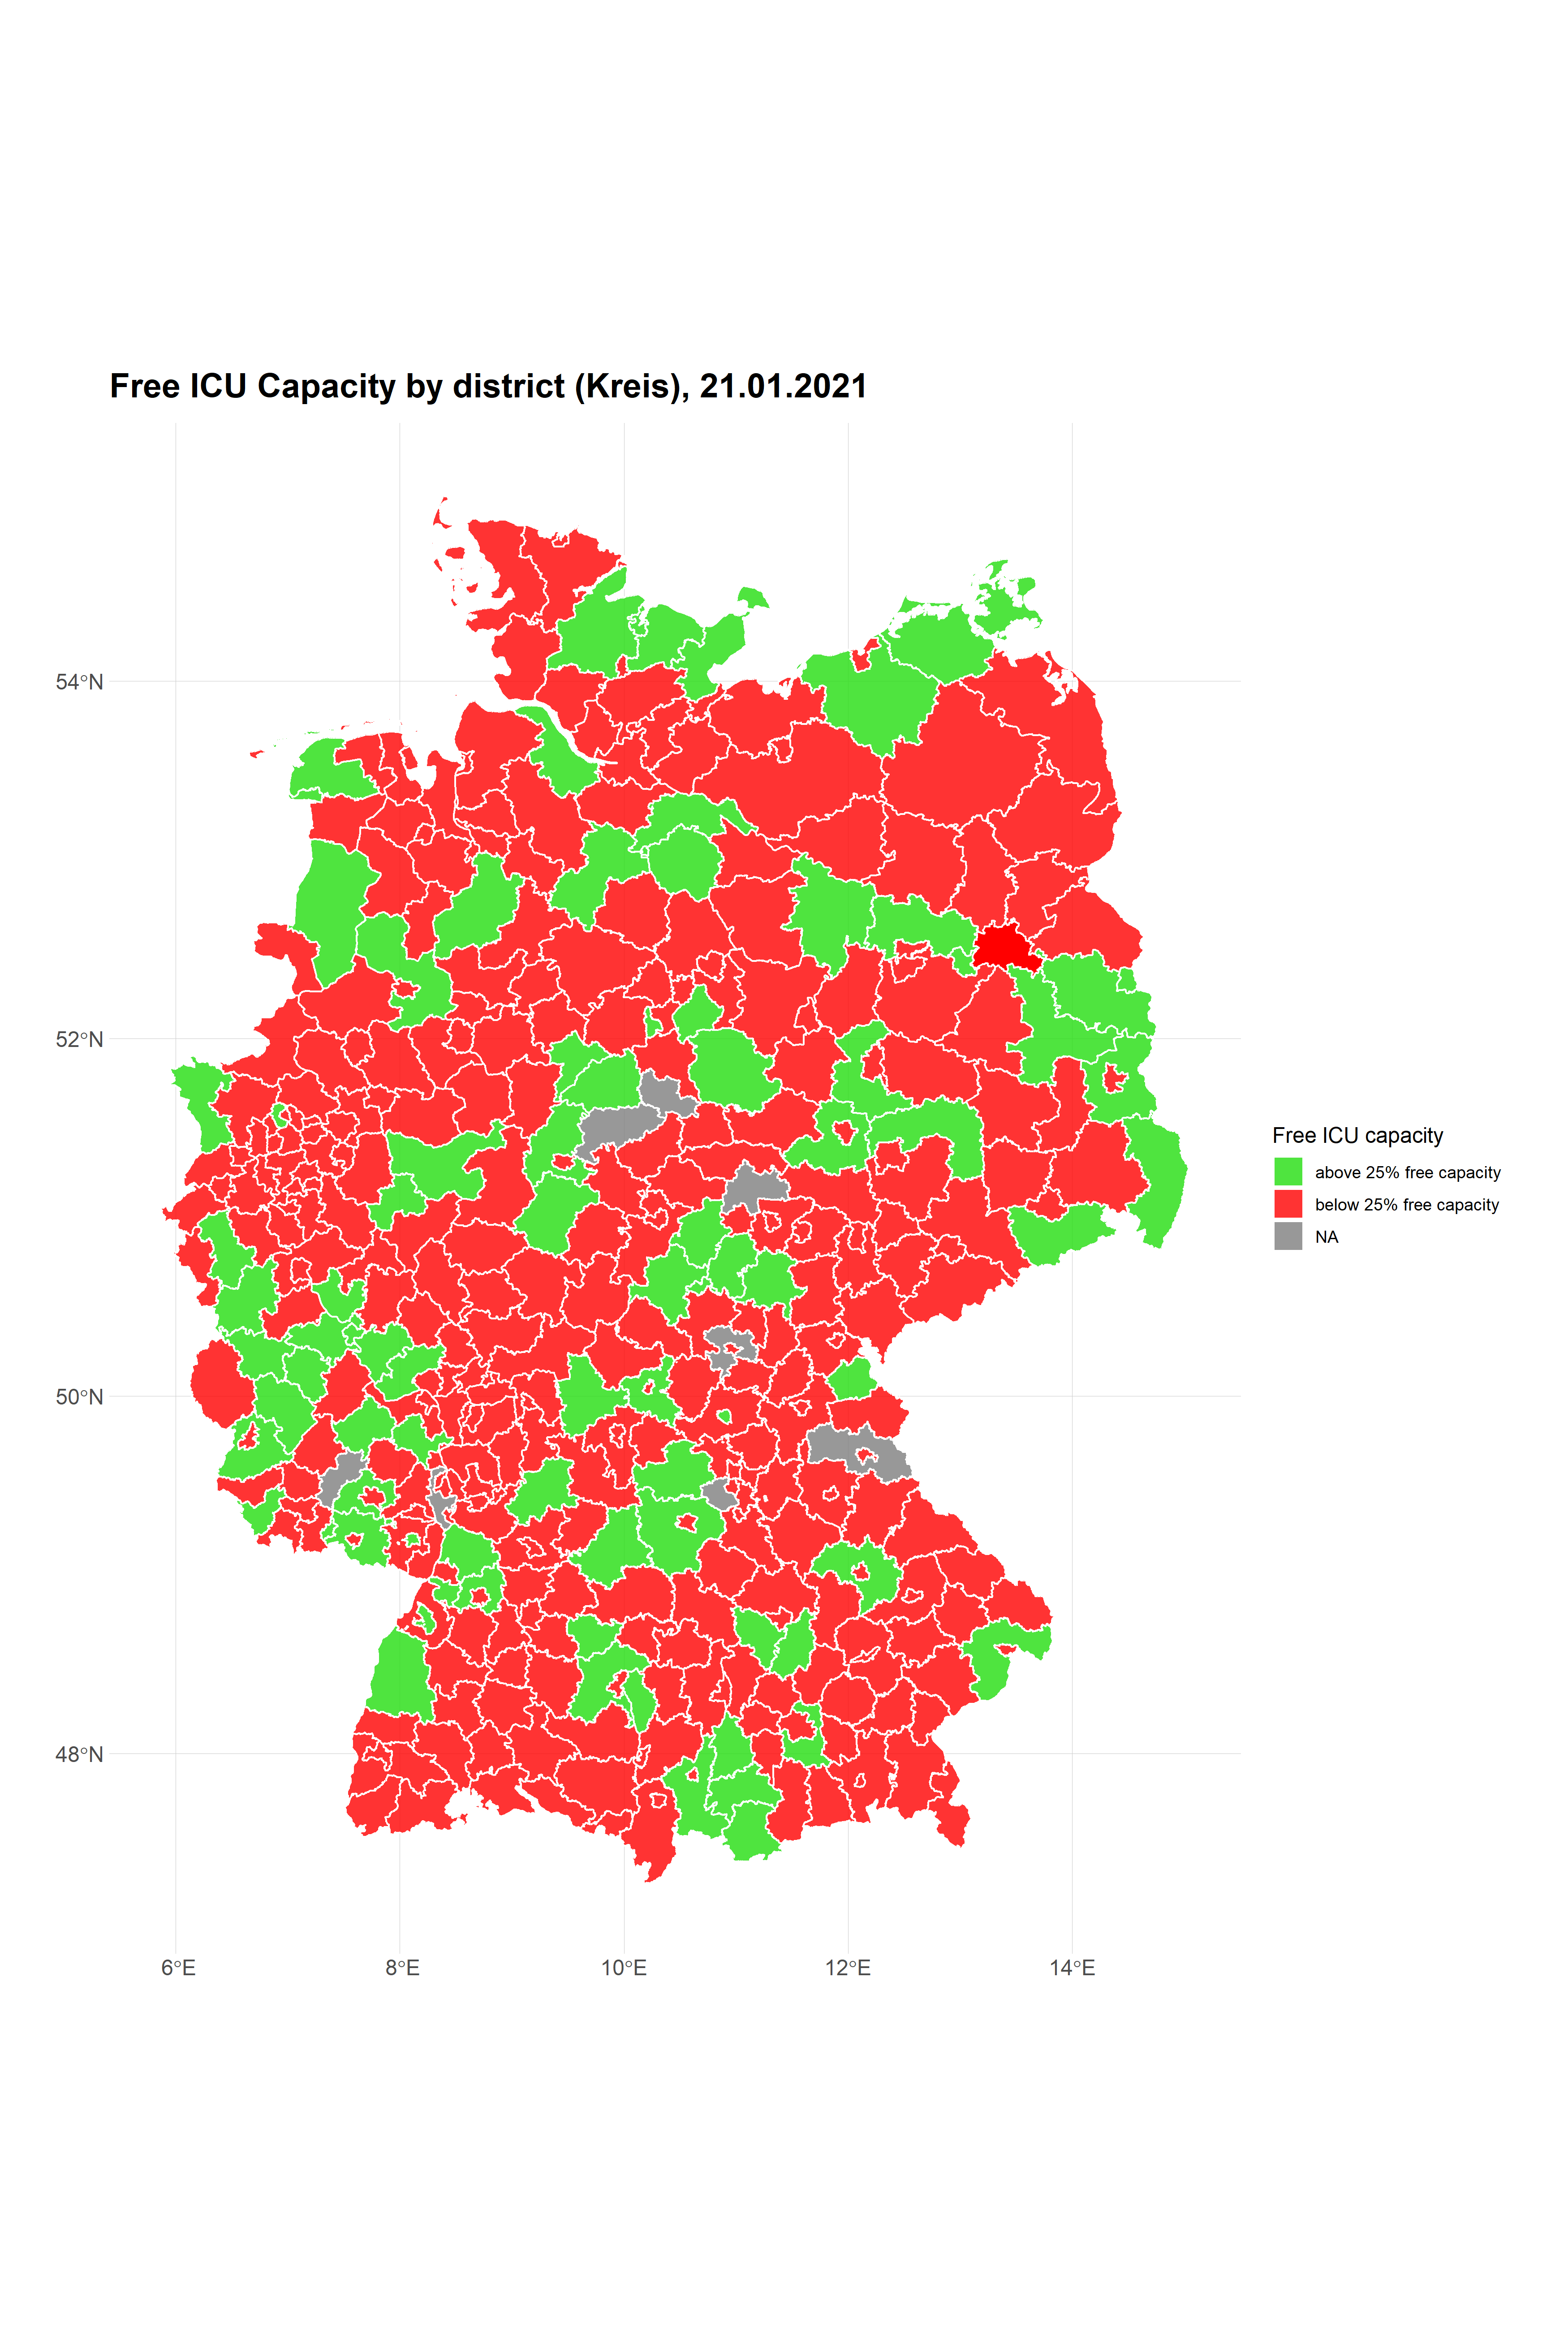 Free ICU Capacity by district (Kreis), 21.01.2021
54°N
52°N
50°N
48°N
6°E
8°E
10°E
12°E
14°E
Free ICU capacity
above 25% free capacity
below 25% free capacity
NA